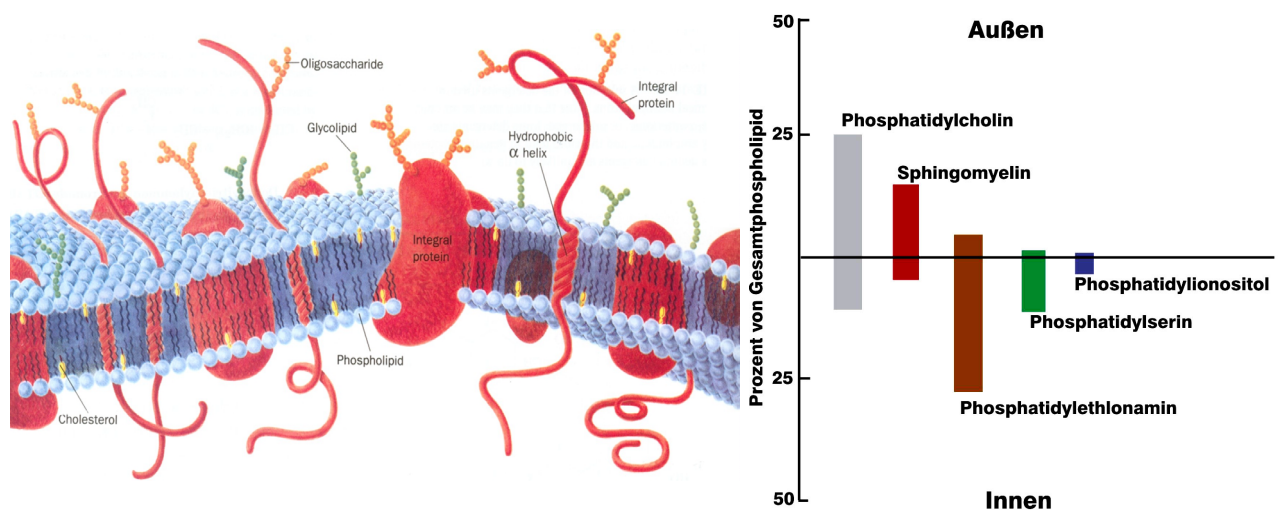 Oligosaccharide
Integral
protein
Glycolipid
Hydrophobic
α helix
Integral
protein
Phospholipid
Cholesterol
Außen
50
25
25
50
Prozent von Gesamtphospholipid
Phosphatidylcholin
Sphingomyelin
Phosphatidylionositol
Phosphatidylserin
Phosphatidylethlonamin
Innen